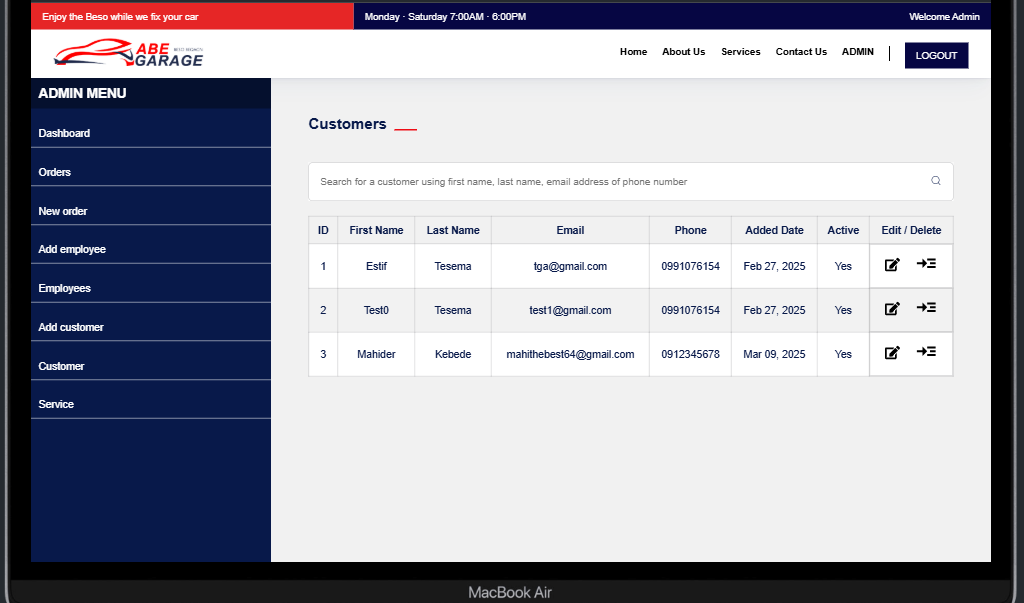 Enjoy the Beso while we fix your car
Monday - Saturday 7:00AM - 6:00PM
Welcome Admin
ABE
GARAGE
Home About Us Services Contact Us ADMIN LOGOUT
ADMIN MENU
Dashboard
Orders
New order
Add employee
Employees
Add customer
Customer
Service
Customers
Search for a customer using first name, last name, email address of phone number
ID First Name Last Name Email Phone Added Date Active Edit / Delete
1 Estif Tesema tga@gmail.com 0991076154 Feb 27, 2025 Yes
2 Test0 Tesema test1@gmail.com 0991076154 Feb 27, 2025 Yes
3 Mahider Kebede mahithebest64@gmail.com 0912345678 Mar 09, 2025 Yes
MacBook Air